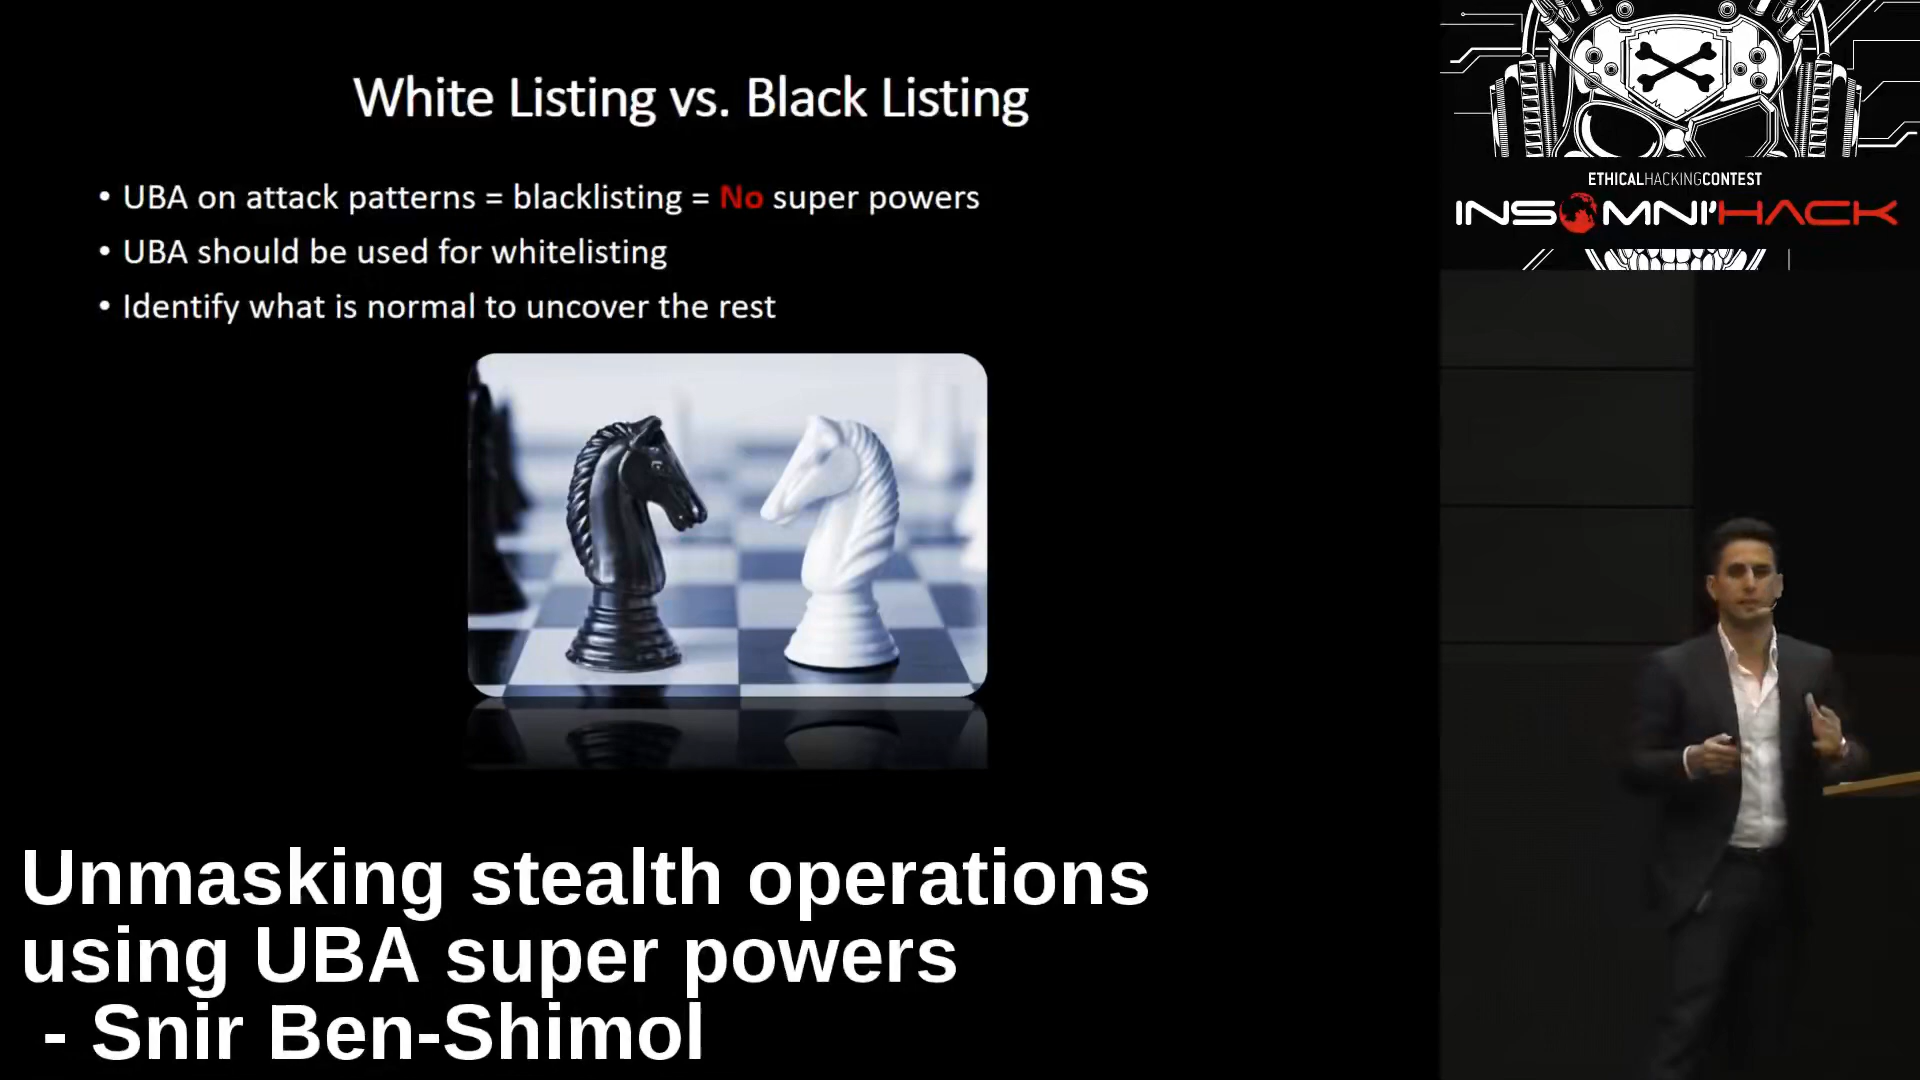 White Listing vs. Black Listing
• UBA on attack patterns = blacklisting = No super powers
• UBA should be used for whitelisting
• Identify what is normal to uncover the rest
ETHICALHACKINGCONTEST
INSOMNI'HACK
Unmasking stealth operations
using UBA super powers
- Snir Ben-Shimol